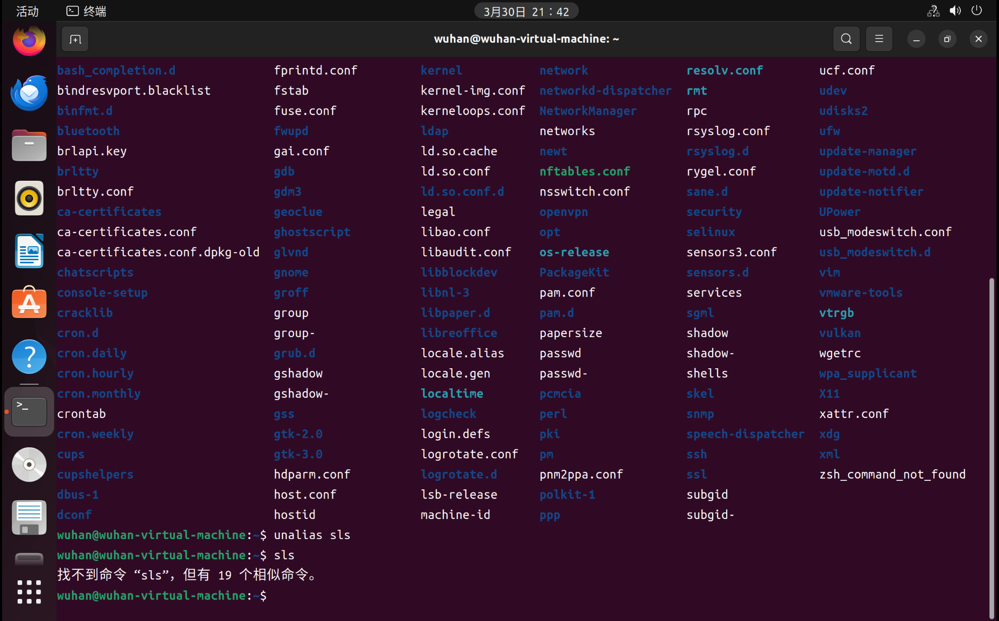 活动 终端 3月30日 21：42
wuhan@wuhan-virtual-machine: ~
bash_completion.d fprintd.conf kernel network resolv.conf ucf.conf
bindresvport.blacklist fstab kernel-img.conf networkd-dispatcher rmt udev
binfmt.d fuse.conf kerneloops.conf NetworkManager rpc udisks2
bluetooth fwupd ldap networks rsyslog.conf ufw
brlapi.key gai.conf ld.so.cache newt rsyslog.d update-manager
brltty gdb ld.so.conf nftables.conf rygel.conf update-motd.d
brltty.conf gdm3 ld.so.conf.d nsswitch.conf sane.d update-notifier
ca-certificates geoclue legal openvpn security UPower
ca-certificates.conf ghostscript libao.conf opt selinux usb_modeswitch.conf
ca-certificates.conf.dpkg-old glvnd libaudit.conf os-release sensors3.conf usb_modeswitch.d
chatscripts gnome libblockdev PackageKit sensors.d vim
console-setup groff libnl-3 pam.conf services vmware-tools
cracklib group libpaper.d pam.d sgml vtrgb
cron.d group- libreoffice papersize shadow vulkan
cron.daily grub.d locale.alias passwd shadow- wgetrc
cron.hourly gshadow locale.gen passwd- shells wpa_supplicant
cron.monthly gshadow- localtime pcmcia skel X11
crontab gss logcheck perl snmp xattr.conf
cron.weekly gtk-2.0 login.defs pki speech-dispatcher xdg
cups gtk-3.0 logrotate.conf pm ssh xml
cupshelpers hdparm.conf logrotate.d pnm2ppa.conf ssl zsh_command_not_found
dbus-1 host.conf lsb-release polkit-1 subgid
dconf hostid machine-id ppp subgid-
wuhan@wuhan-virtual-machine:~$ unalias sls
wuhan@wuhan-virtual-machine:~$ sls
找不到命令 “sls”，但有 19 个相似命令。
wuhan@wuhan-virtual-machine:~$